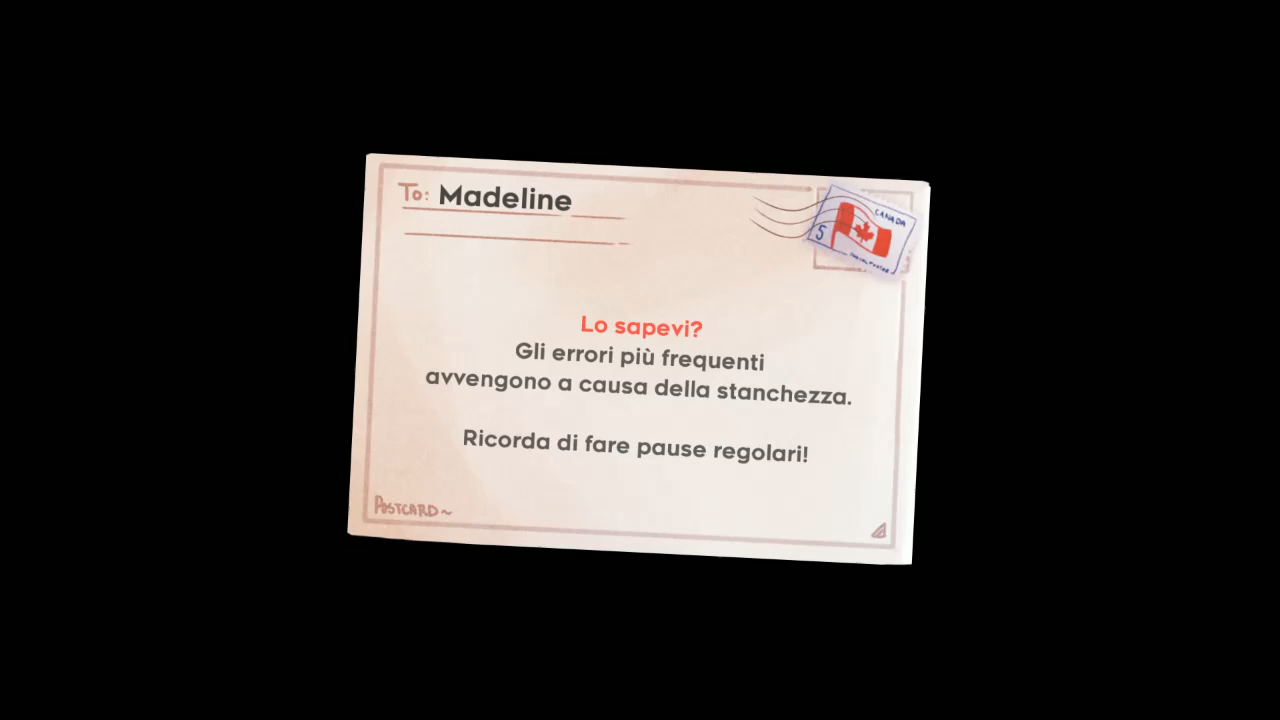 To: Madeline
CANADA
5
Lo sapevi?
Gli errori più frequenti
avvengono a causa della stanchezza.
Ricorda di fare pause regolari!
POSTCARD~